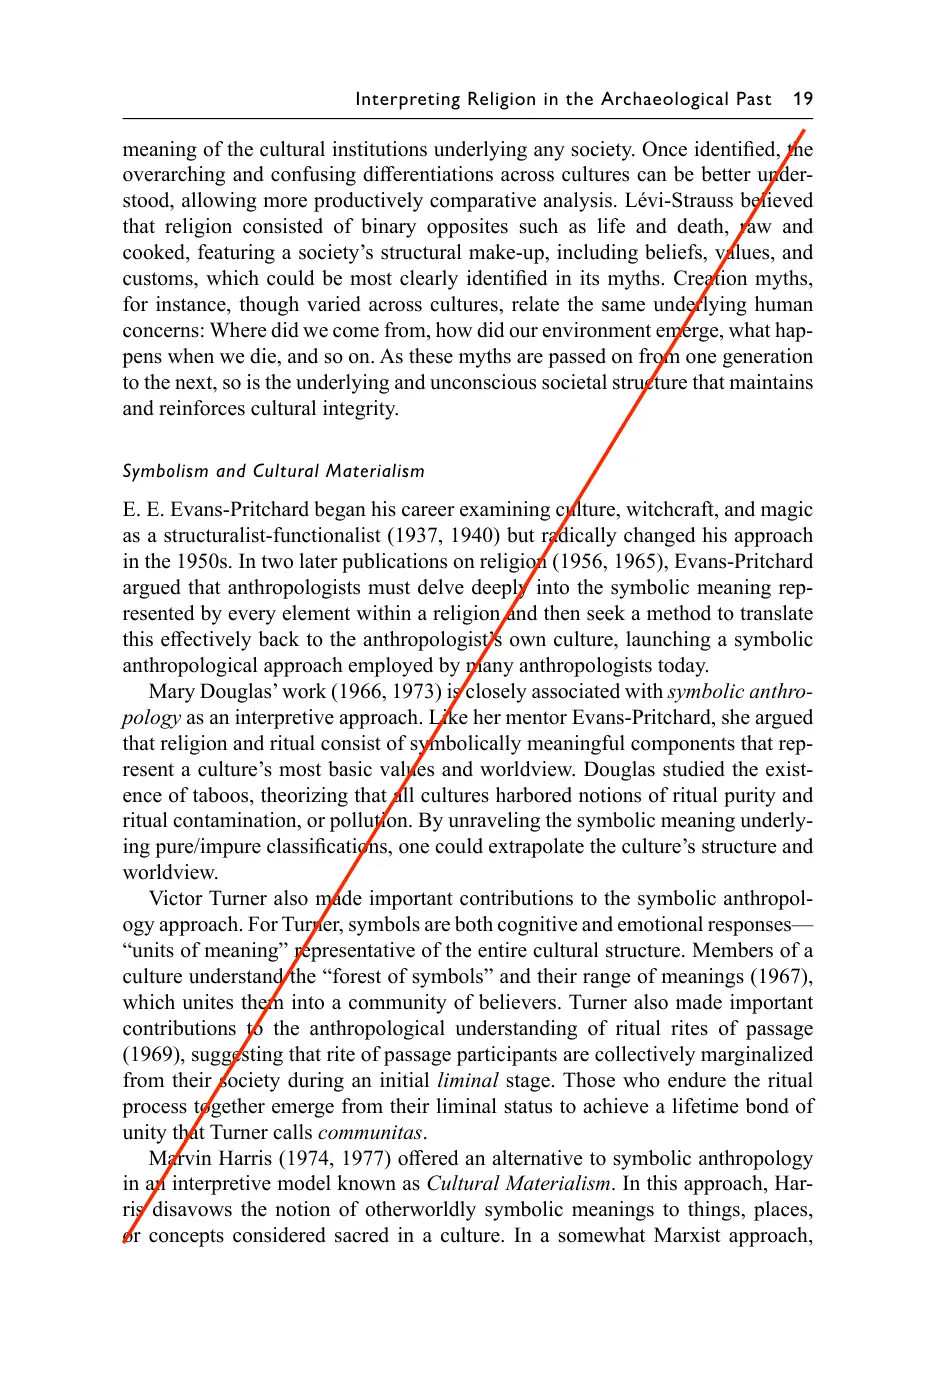 Interpreting Religion in the Archaeological Past 19
meaning of the cultural institutions underlying any society. Once identified, the
overarching and confusing differentiations across cultures can be better under-
stood, allowing more productively comparative analysis. Lévi-Strauss believed
that religion consisted of binary opposites such as life and death, raw and
cooked, featuring a society’s structural make-up, including beliefs, values, and
customs, which could be most clearly identified in its myths. Creation myths,
for instance, though varied across cultures, relate the same underlying human
concerns: Where did we come from, how did our environment emerge, what hap-
pens when we die, and so on. As these myths are passed on from one generation
to the next, so is the underlying and unconscious societal structure that maintains
and reinforces cultural integrity.
Symbolism and Cultural Materialism
E. E. Evans-Pritchard began his career examining culture, witchcraft, and magic
as a structuralist-functionalist (1937, 1940) but radically changed his approach
in the 1950s. In two later publications on religion (1956, 1965), Evans-Pritchard
argued that anthropologists must delve deeply into the symbolic meaning rep-
resented by every element within a religion and then seek a method to translate
this effectively back to the anthropologist’s own culture, launching a symbolic
anthropological approach employed by many anthropologists today.
Mary Douglas’ work (1966, 1973) is closely associated with symbolic anthro-
pology as an interpretive approach. Like her mentor Evans-Pritchard, she argued
that religion and ritual consist of symbolically meaningful components that rep-
resent a culture’s most basic values and worldview. Douglas studied the exist-
ence of taboos, theorizing that all cultures harbored notions of ritual purity and
ritual contamination, or pollution. By unraveling the symbolic meaning underly-
ing pure/impure classifications, one could extrapolate the culture’s structure and
worldview.
Victor Turner also made important contributions to the symbolic anthropol-
ogy approach. For Turner, symbols are both cognitive and emotional responses—
“units of meaning” representative of the entire cultural structure. Members of a
culture understand the “forest of symbols” and their range of meanings (1967),
which unites them into a community of believers. Turner also made important
contributions to the anthropological understanding of ritual rites of passage
(1969), suggesting that rite of passage participants are collectively marginalized
from their society during an initial liminal stage. Those who endure the ritual
process together emerge from their liminal status to achieve a lifetime bond of
unity that Turner calls communitas.
Marvin Harris (1974, 1977) offered an alternative to symbolic anthropology
in an interpretive model known as Cultural Materialism. In this approach, Har-
ris disavows the notion of otherworldly symbolic meanings to things, places,
or concepts considered sacred in a culture. In a somewhat Marxist approach,